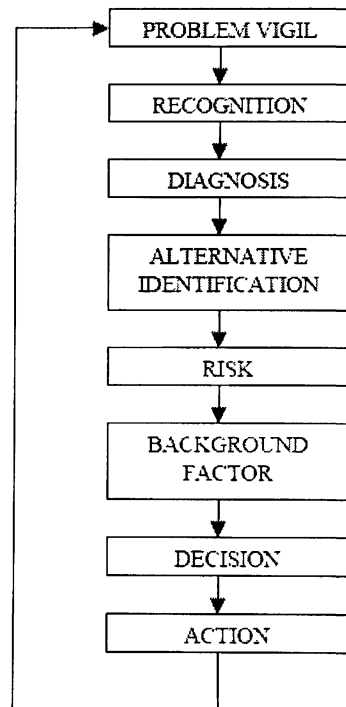 PROBLEM VIGIL
RECOGNITION
DIAGNOSIS
ALTERNATIVE
IDENTIFICATION
RISK
BACKGROUND
FACTOR
DECISION
ACTION